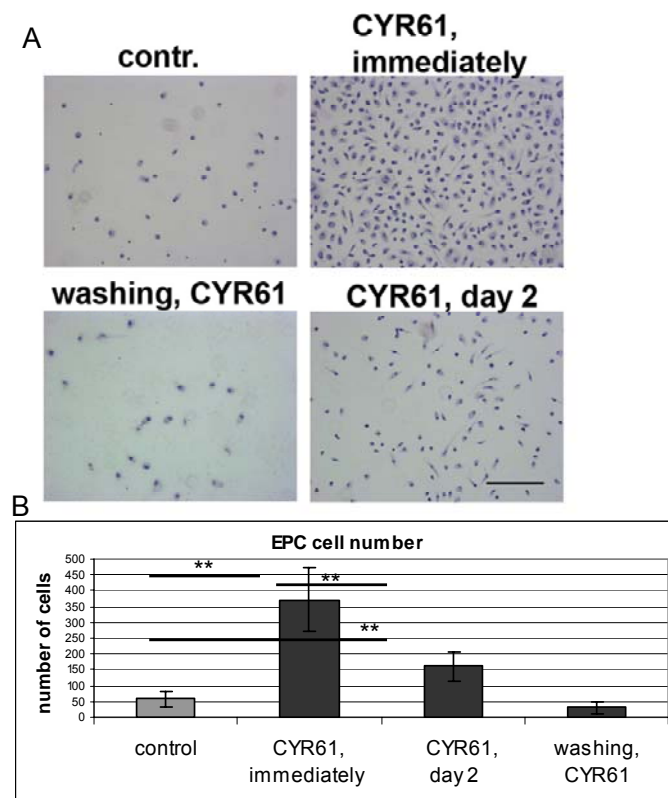 A
contr.
CYR61,
immediately
washing, CYR61
CYR61, day 2
B
EPC cell number
number of cells
500
450
400
350
300
250
200
150
100
50
0
**
**
**
control
CYR61,
immediately
CYR61,
day 2
washing,
CYR61